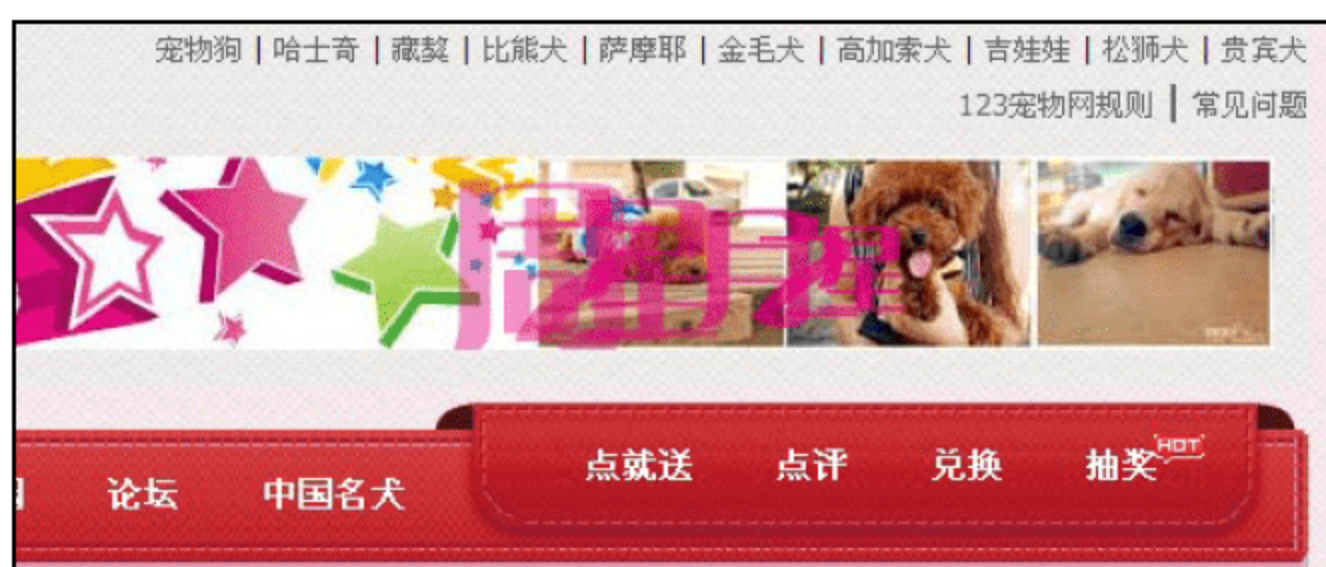 宠物狗 | 哈士奇 | 藏獒 | 比熊犬 | 萨摩耶 | 金毛犬 | 高加索犬 | 吉娃娃 | 松狮犬 | 贵宾犬
123宠物网规则 | 常见问题
点就送 点评 兑换 抽奖 HOT
论坛 中国名犬